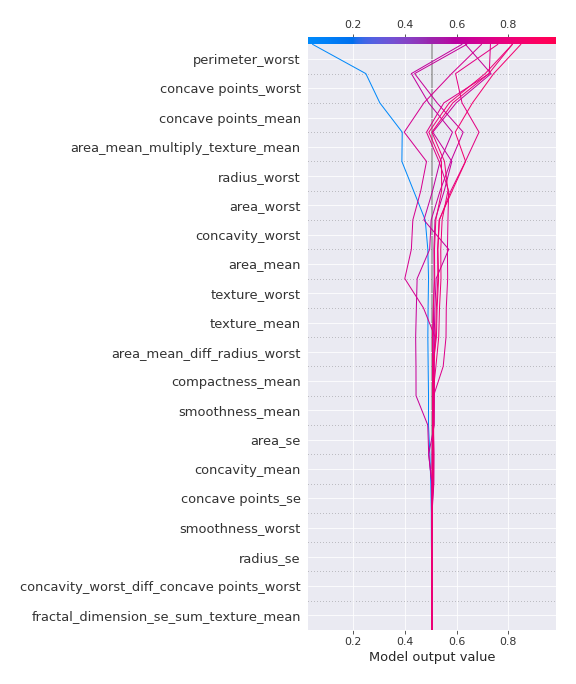 0.2 0.4 0.6 0.8
perimeter_worst
concave points_worst
concave points_mean
area_mean_multiply_texture_mean
radius_worst
area_worst
concavity_worst
area_mean
texture_worst
texture_mean
area_mean_diff_radius_worst
compactness_mean
smoothness_mean
area_se
concavity_mean
concave points_se
smoothness_worst
radius_se
concavity_worst_diff_concave points_worst
fractal_dimension_se_sum_texture_mean
0.2 0.4 0.6 0.8
Model output value